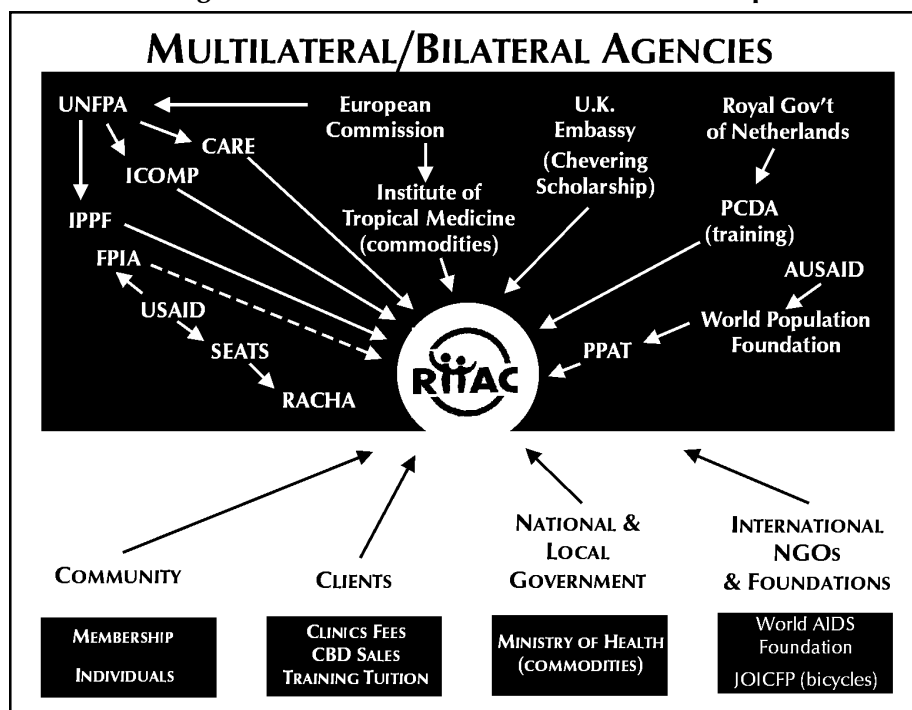 MULTILATERAL/BILATERAL AGENCIES
UNFPA
European
Commission
U.K.
Embassy
(Chevering
Scholarship)
Royal Gov't
of Netherlands
CARE
ICOMP
Institute of
Tropical Medicine
(commodities)
IPPF
PCDA
(training)
FPIA
AUSAID
USAID
World Population
Foundation
SEATS
PPAT
RACHA
RHAC
COMMUNITY
CLIENTS
NATIONAL &
LOCAL
GOVERNMENT
INTERNATIONAL
NGOS
& FOUNDATIONS
MEMBERSHIP
INDIVIDUALS
CLINICS FEES
CBD SALES
TRAINING TUITION
MINISTRY OF HEALTH
(COMMODITIES)
World AIDS
Foundation
JOICFP (bicycles)